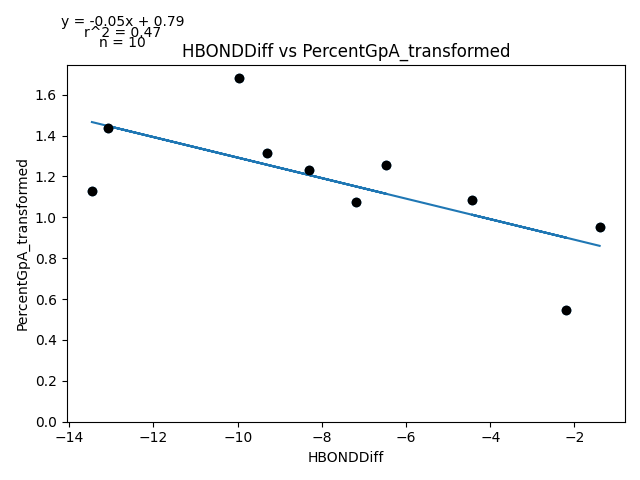 y = -0.05x + 0.79
r^2 = 0.47
n = 10
HBONDDiff vs PercentGpA_transformed
PercentGpA_transformed
1.6
1.4
1.2
1.0
0.8
0.6
0.4
0.2
0.0
−14 −12 −10 −8 −6 −4 −2
HBONDDiff